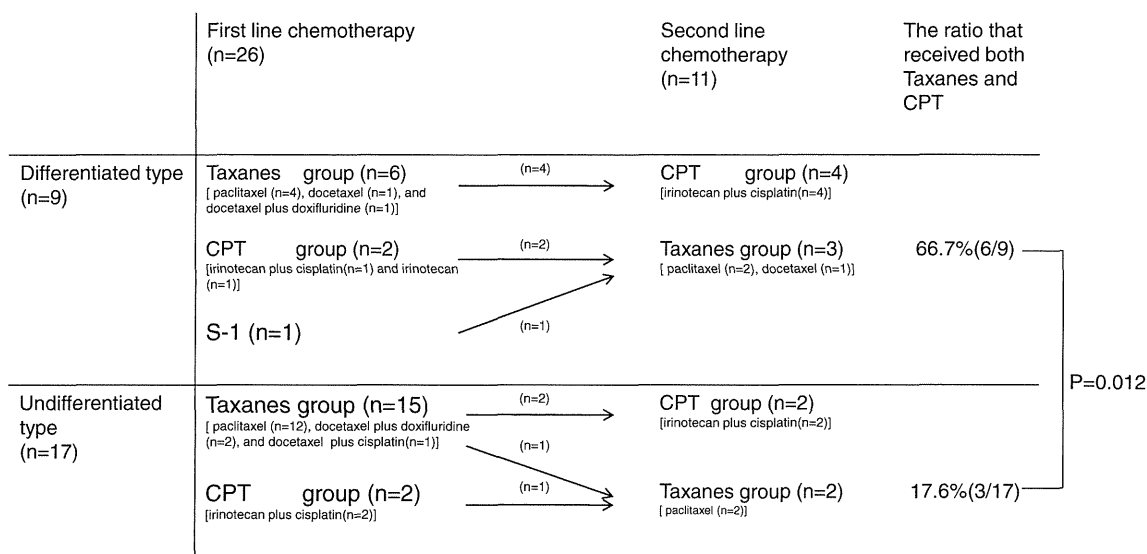 First line chemotherapy
(n=26)
Second line
chemotherapy
(n=11)
The ratio that
received both
Taxanes and
CPT
Differentiated type
(n=9)
Taxanes group (n=6)
[ paclitaxel (n=4), docetaxel (n=1), and
docetaxel plus doxifluridine (n=1)]
(n=4)
CPT group (n=4)
[irinotecan plus cisplatin(n=4)]
CPT group (n=2)
[irinotecan plus cisplatin(n=1) and irinotecan
(n=1)]
(n=2)
Taxanes group (n=3)
[ paclitaxel (n=2), docetaxel (n=1)]
66.7%(6/9)
S-1 (n=1)
(n=1)
P=0.012
Undifferentiated
type
(n=17)
Taxanes group (n=15)
[ paclitaxel (n=12), docetaxel plus doxifluridine
(n=2), and docetaxel plus cisplatin(n=1)]
(n=2)
CPT group (n=2)
[irinotecan plus cisplatin(n=2)]
(n=1)
CPT group (n=2)
[irinotecan plus cisplatin(n=2)]
(n=1)
Taxanes group (n=2)
[ paclitaxel (n=2)]
17.6%(3/17)